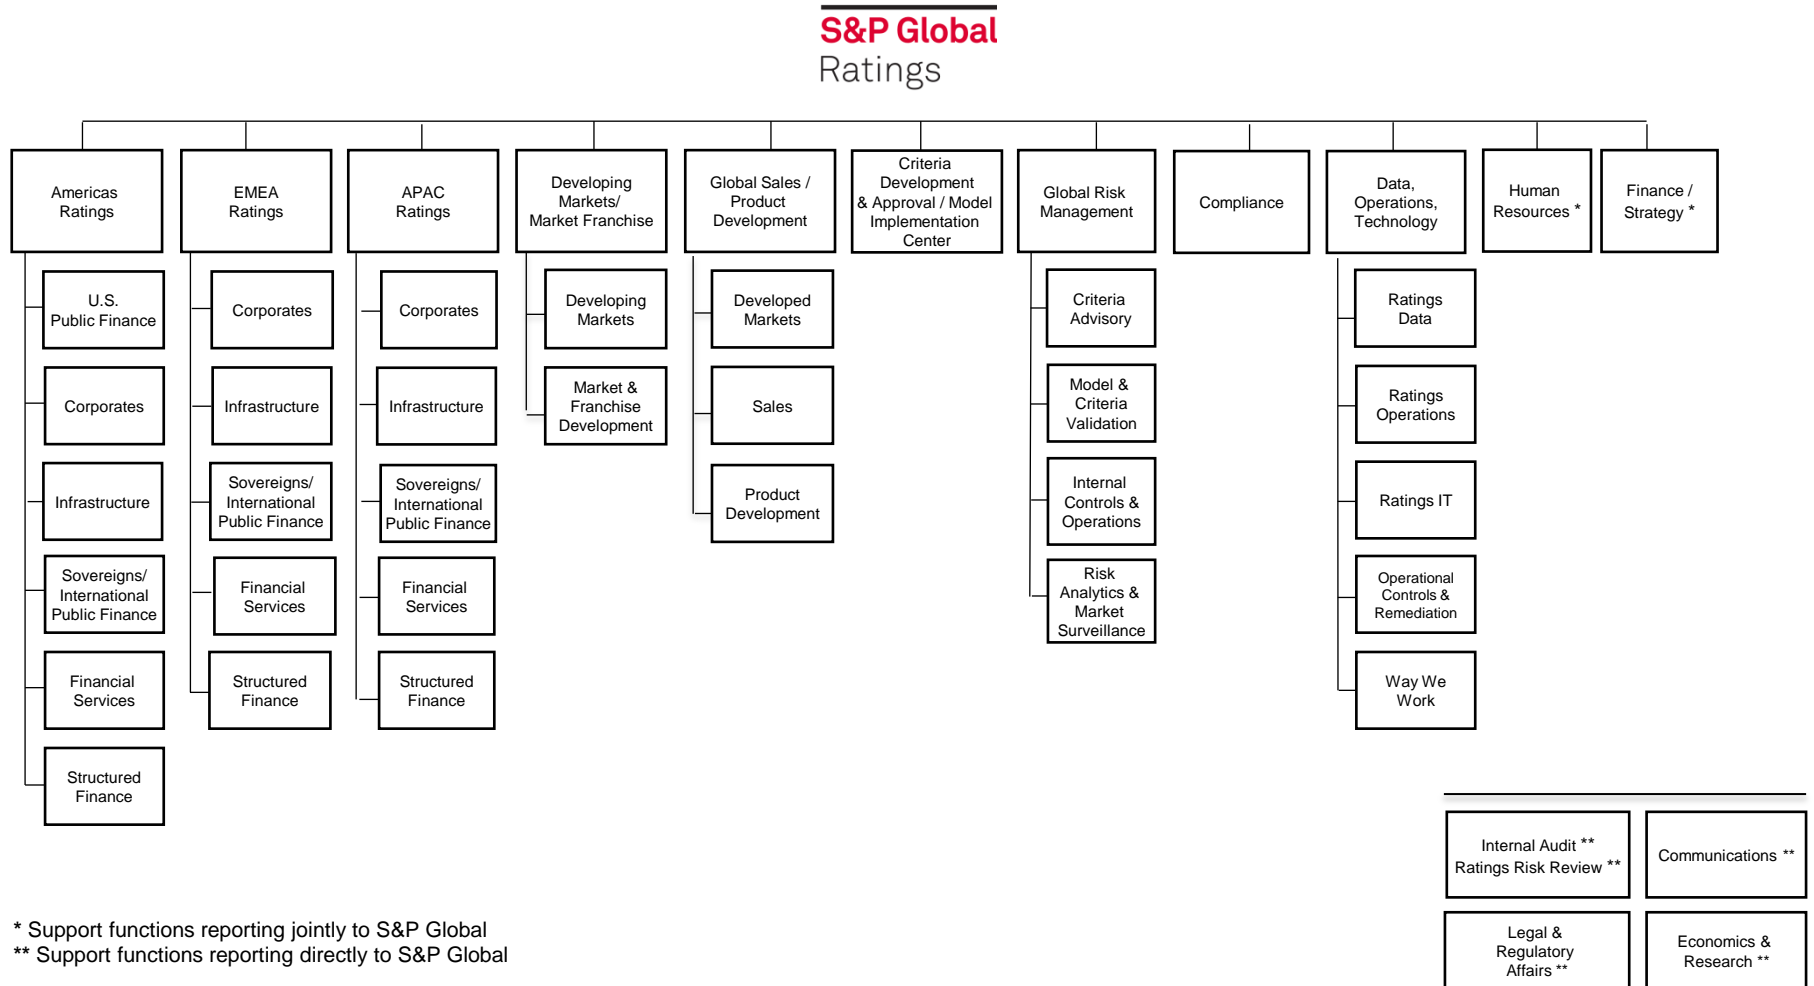 S&P Global
Ratings
Americas
Ratings
EMEA
Ratings
APAC
Ratings
Developing
Markets/
Market Franchise
Global Sales /
Product
Development
Criteria
Development
& Approval / Model
Implementation
Center
Global Risk
Management
Compliance
Data,
Operations,
Technology
Human
Resources *
Finance /
Strategy *
U.S.
Public Finance
Corporates
Infrastructure
Sovereigns/
International
Public Finance
Financial
Services
Structured
Finance
Corporates
Infrastructure
Sovereigns/
International
Public Finance
Financial
Services
Structured
Finance
Corporates
Infrastructure
Sovereigns/
International
Public Finance
Financial
Services
Structured
Finance
Developing
Markets
Market &
Franchise
Development
Developed
Markets
Sales
Product
Development
Criteria
Advisory
Model &
Criteria
Validation
Internal
Controls &
Operations
Risk
Analytics &
Market
Surveillance
Ratings
Data
Ratings
Operations
Ratings IT
Operational
Controls &
Remediation
Way We
Work
Internal Audit **
Ratings Risk Review **
Communications **
Legal &
Regulatory
Affairs **
Economics &
Research **
* Support functions reporting jointly to S&P Global
** Support functions reporting directly to S&P Global